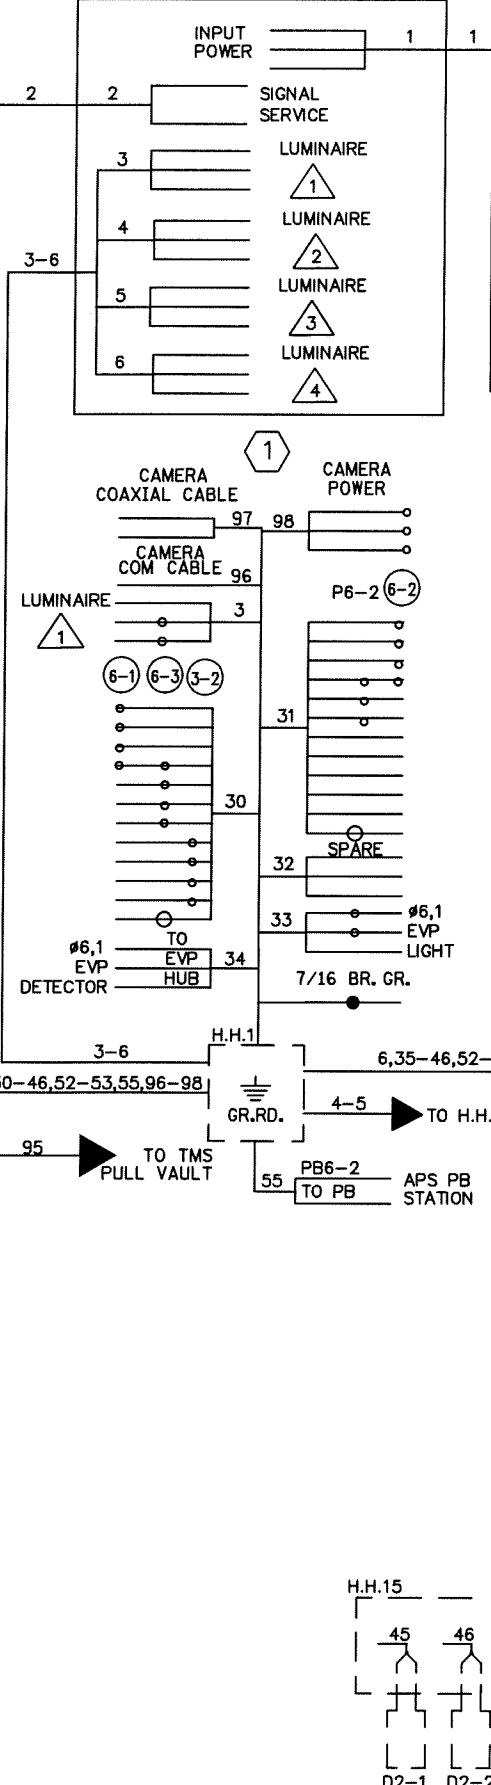 INPUT
POWER
1 1
2 2
SIGNAL
SERVICE
3
LUMINAIRE
1
4
LUMINAIRE
2
3-6
5
LUMINAIRE
3
6
LUMINAIRE
4
1
CAMERA
COAXIAL CABLE
CAMERA
POWER
97 98
CAMERA
COM CABLE
96
LUMINAIRE
1
3
P6-2 6-2
6-1 6-3 3-2
31
30
SPARE
32
33
ø6,1
EVP
LIGHT
ø6,1
EVP
DETECTOR
TO
EVP
HUB
34
7/16 BR. GR.
H.H.1
3-6
6,35-46,52-
0-46,52-53,55,96-98
GR.RD.
4-5
TO H.H.
95
TO TMS
PULL VAULT
55
PB6-2
TO PB
APS PB
STATION
H.H.15
45 46
D2-1 D2-2